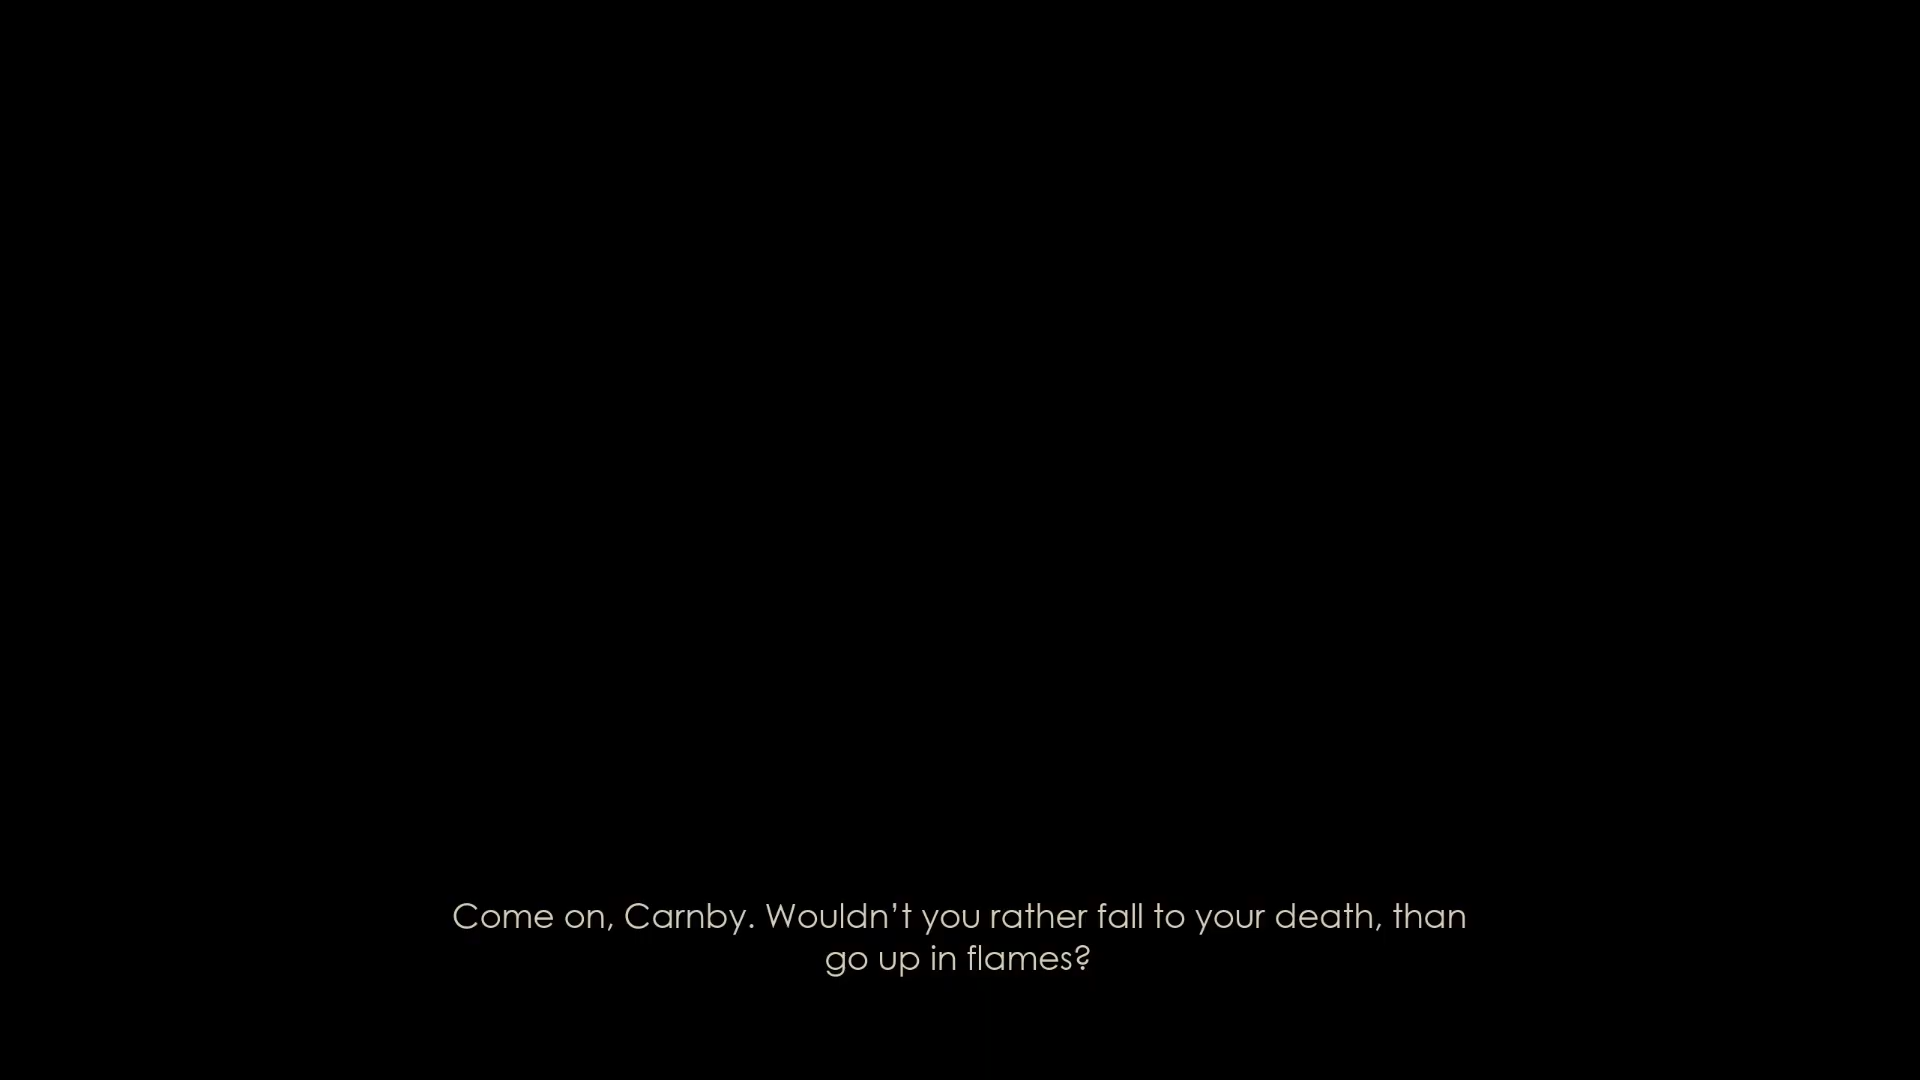 Come on, Carnby. Wouldn’t you rather fall to your death, than
go up in flames?